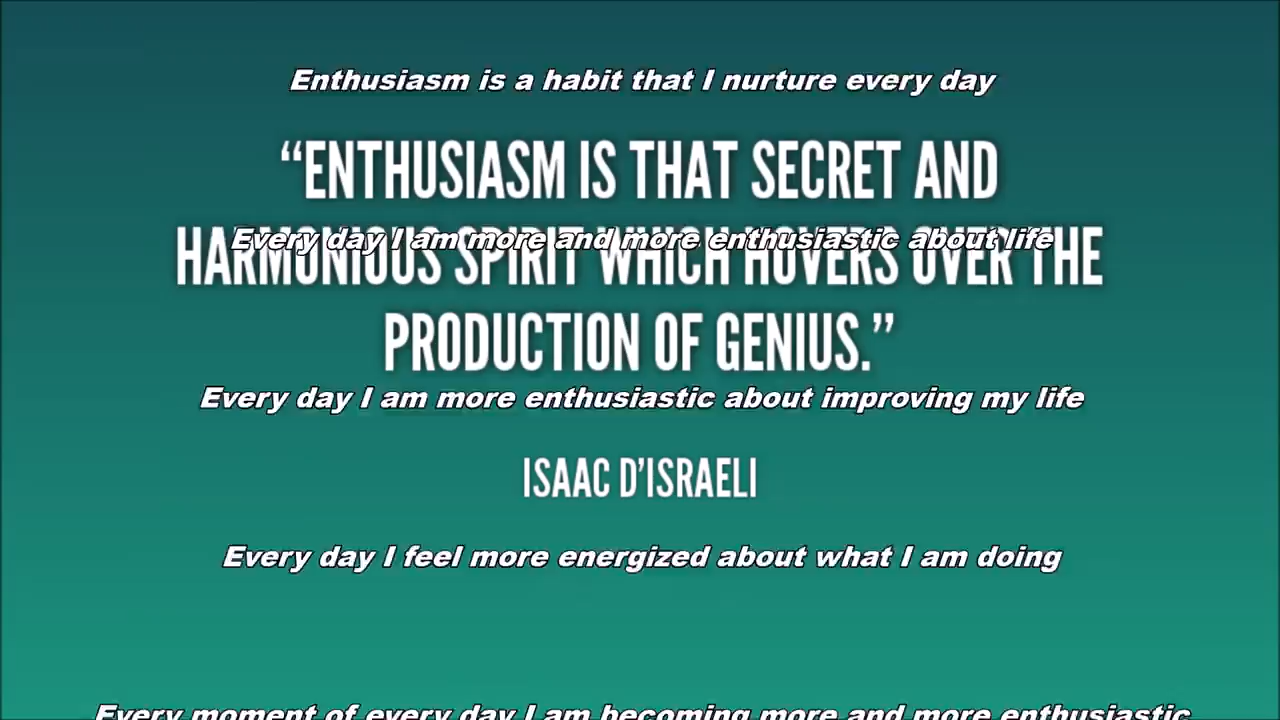 Enthusiasm is a habit that I nurture every day
“ENTHUSIASM IS THAT SECRET AND
Every day I am more and more enthusiastic about life
HARMONIOUS SPIRIT WHICH HOVERS OVER THE
PRODUCTION OF GENIUS.”
Every day I am more enthusiastic about improving my life
ISAAC D’ISRAELI
Every day I feel more energized about what I am doing
Every moment of every day I am becoming more and more enthusiastic